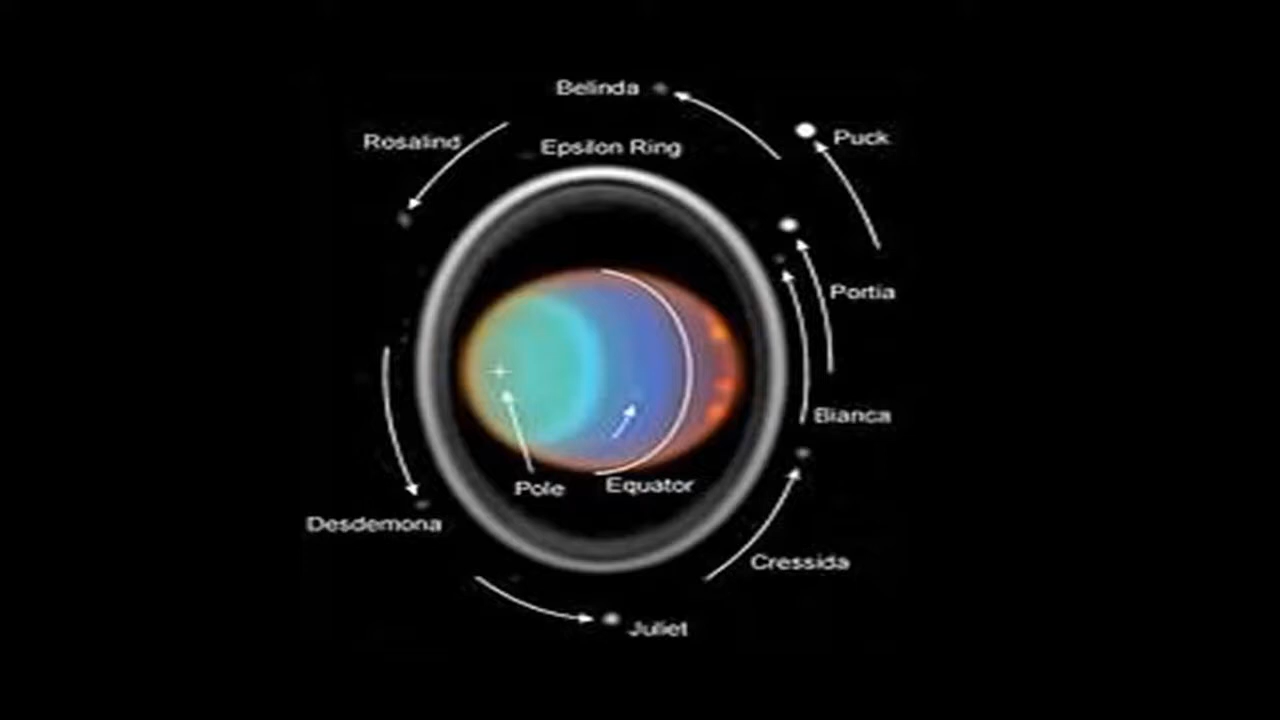 Belinda
Puck
Rosalind
Epsilon Ring
Portia
Bianca
Pole
Equator
Desdemona
Cressida
Juliet